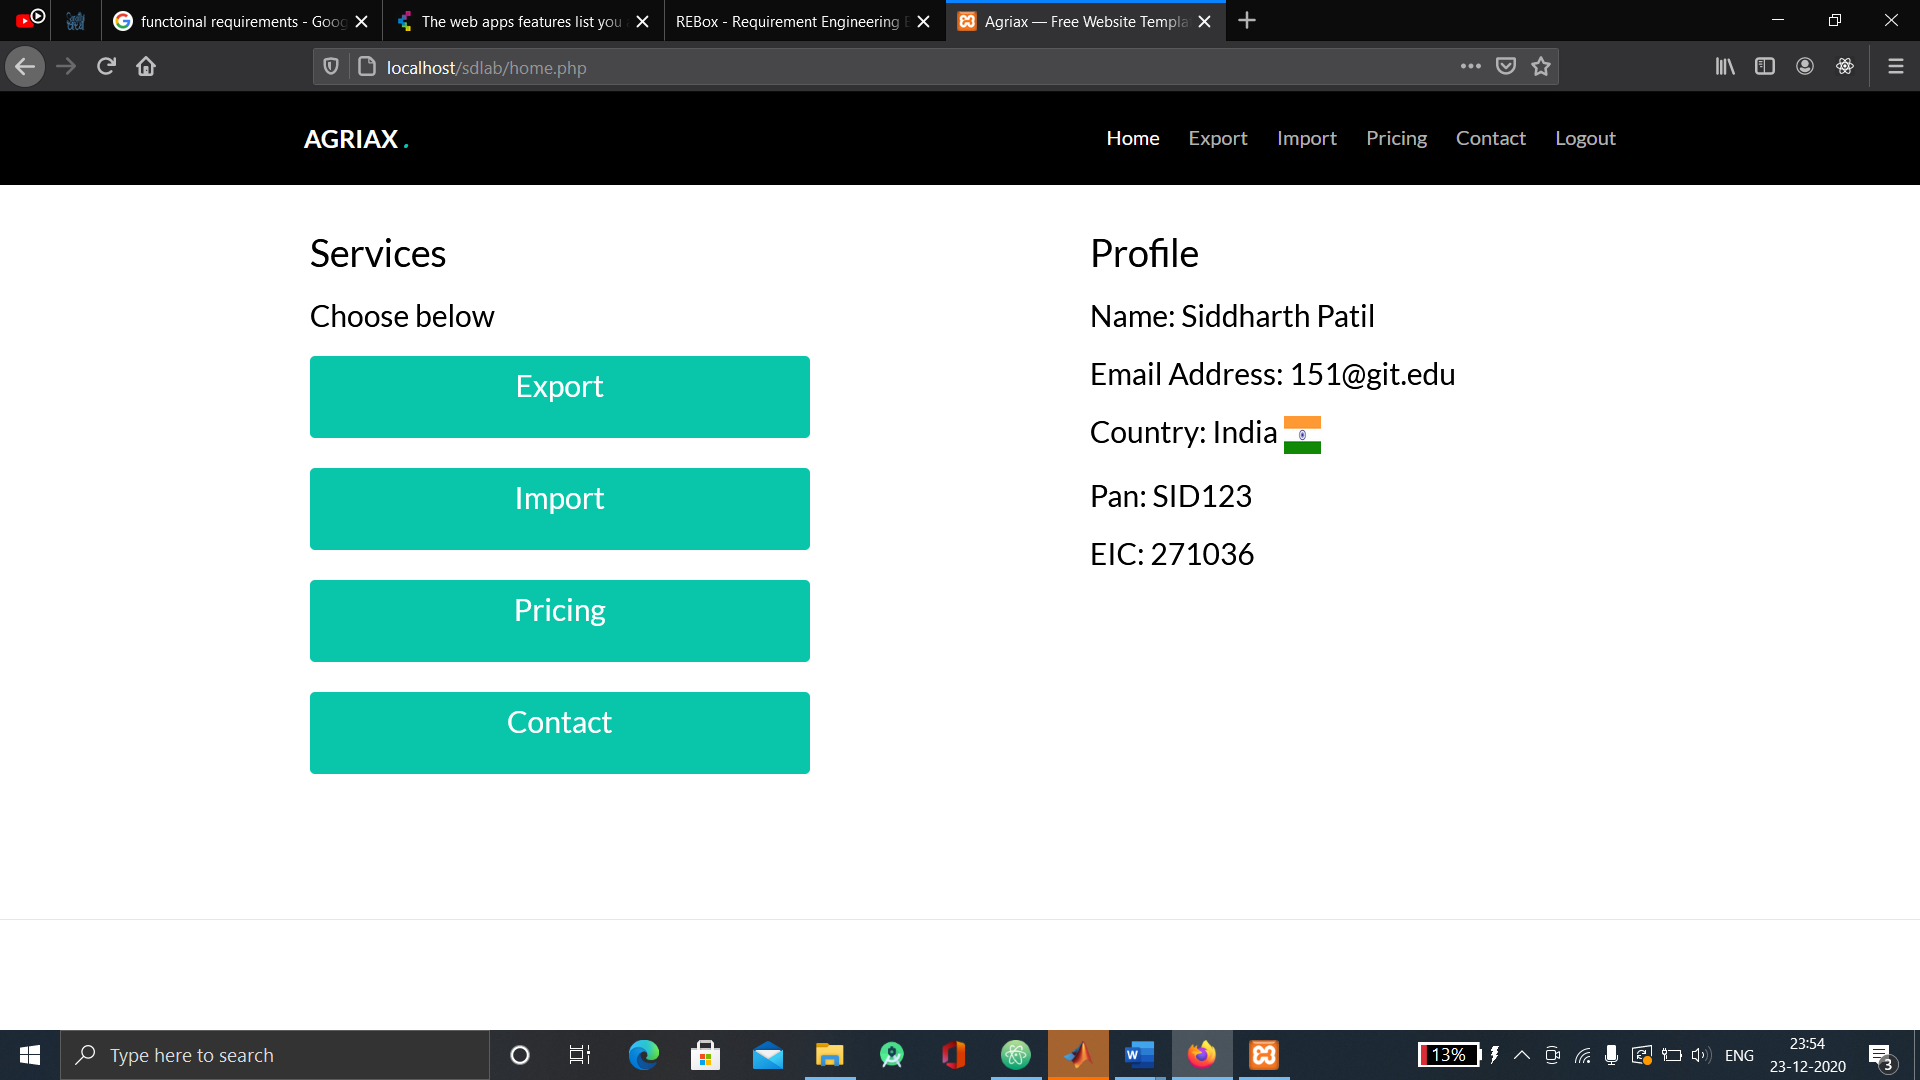 functoinal requirements - Goog
The web apps features list you
REBox - Requirement Engineering
Agriax — Free Website Templa
localhost/sdlab/home.php
AGRIAX .
Home Export Import Pricing Contact Logout
Services
Choose below
Export
Import
Pricing
Contact
Profile
Name: Siddharth Patil
Email Address: 151@git.edu
Country: India
Pan: SID123
EIC: 271036
Type here to search
13%
ENG
23:54
23-12-2020
3